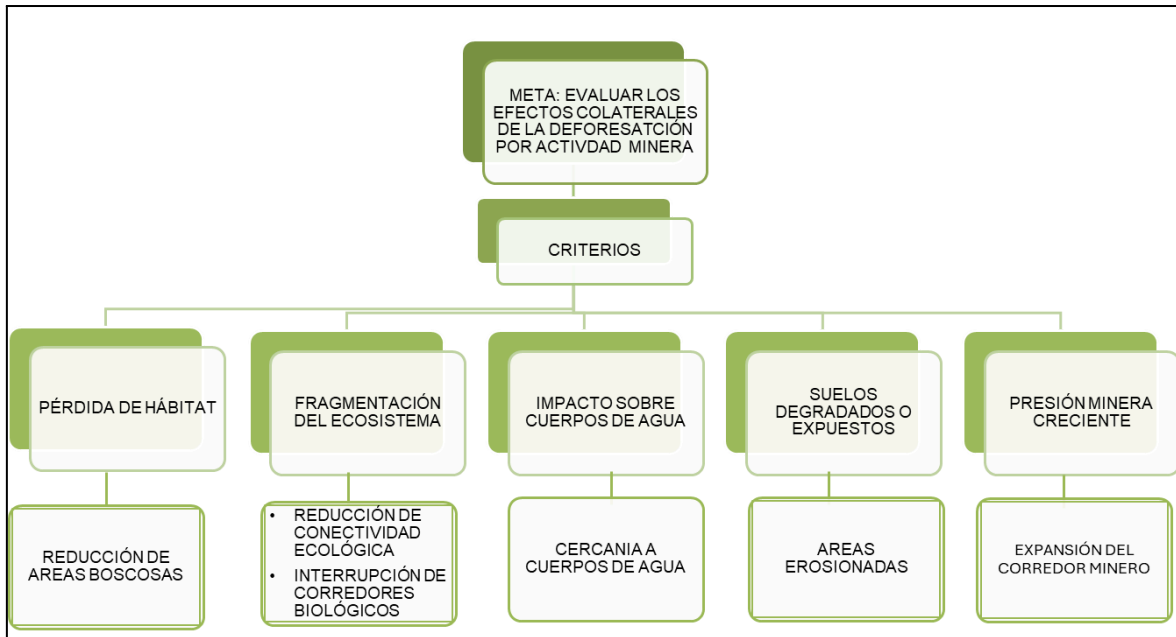 META: EVALUAR LOS
EFECTOS COLATERALES
DE LA DEFORESATCIÓN
POR ACTIVDAD MINERA
CRITERIOS
PÉRDIDA DE HÁBITAT
FRAGMENTACIÓN
DEL ECOSISTEMA
IMPACTO SOBRE
CUERPOS DE AGUA
SUELOS
DEGRADADOS O
EXPUESTOS
PRESIÓN MINERA
CRECIENTE
REDUCCIÓN DE
AREAS BOSCOSAS
• REDUCCIÓN DE
CONECTIVIDAD
ECOLÓGICA
• INTERRUPCIÓN DE
CORREDORES
BIOLÓGICOS
CERCANIA A
CUERPOS DE AGUA
AREAS
EROSIONADAS
EXPANSIÓN DEL
CORREDOR MINERO